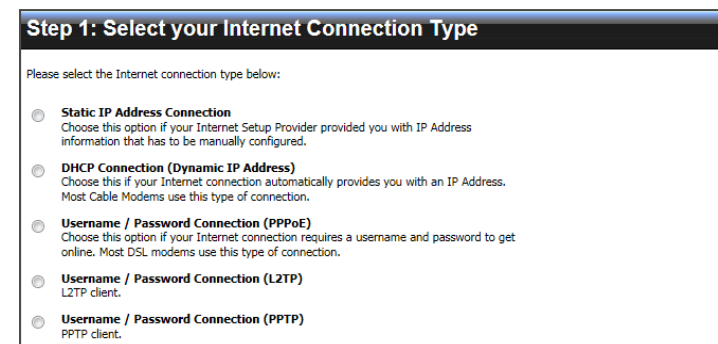 Step 1: Select your Internet Connection Type
Please select the Internet connection type below:
Static IP Address Connection
Choose this option if your Internet Setup Provider provided you with IP Address
information that has to be manually configured.
DHCP Connection (Dynamic IP Address)
Choose this if your Internet connection automatically provides you with an IP Address.
Most Cable Modems use this type of connection.
Username / Password Connection (PPPoE)
Choose this option if your Internet connection requires a username and password to get
online. Most DSL modems use this type of connection.
Username / Password Connection (L2TP)
L2TP client.
Username / Password Connection (PPTP)
PPTP client.